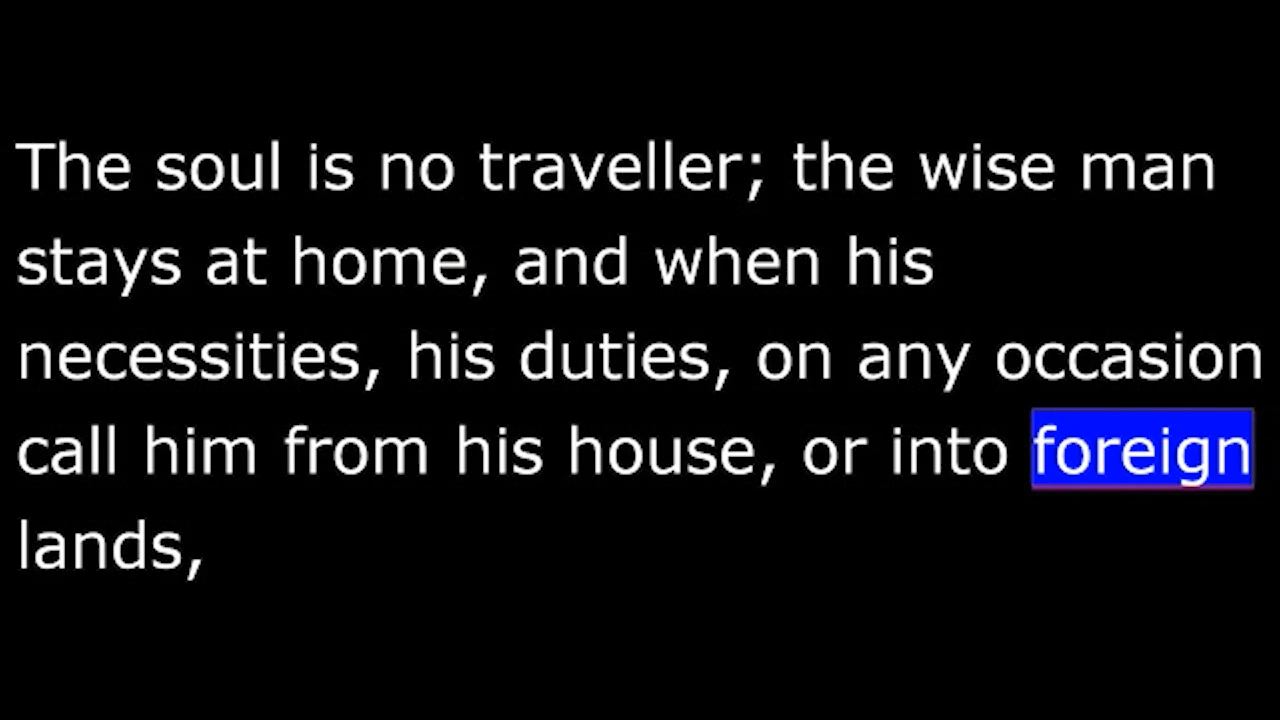 The soul is no traveller; the wise man
stays at home, and when his
necessities, his duties, on any occasion
call him from his house, or into foreign
lands,